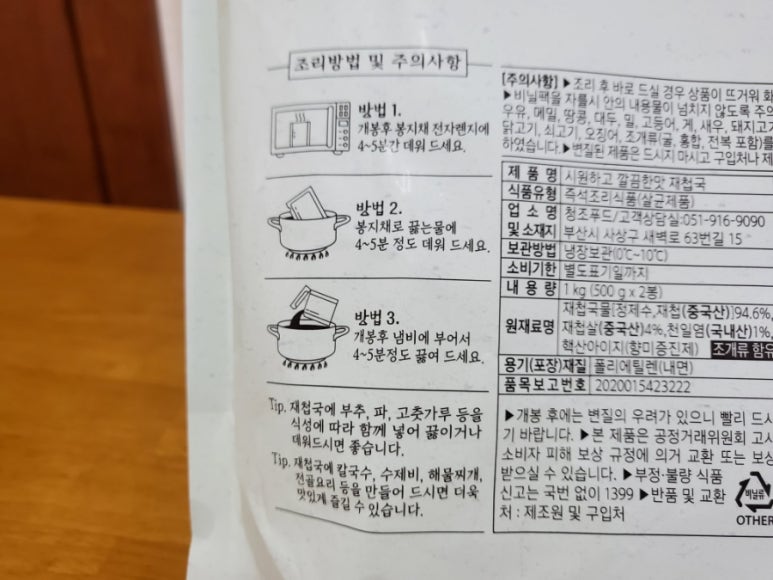 조리방법 및 주의사항
방법 1.
개봉후 봉지채 전자렌지에
4~5분간 데워 드세요.
방법 2.
봉지채로 끓는물에
4~5분 정도 데워 드세요.
방법 3.
개봉후 냄비에 부어서
4~5분정도 끓여 드세요.
Tip. 재첩국에 부추, 파, 고춧가루 등을
식성에 따라 함께 넣어 끓이거나
데워드시면 좋습니다.
Tip. 재첩국에 칼국수, 수제비, 해물찌개,
전골요리 등을 만들어 드시면 더욱
맛있게 즐길 수 있습니다.
[주의사항] ▶조리 후 바로 드실 경우 상품이 뜨거워 화
▶비닐팩을 자를시 안의 내용물이 넘치지 않도록 주의
우유, 메밀, 땅콩, 대두, 밀, 고등어, 게, 새우, 돼지고기
닭고기, 쇠고기, 오징어, 조개류(굴, 홍합, 전복 포함)를
하였습니다. ▶변질된 제품은 드시지 마시고 구입처나 제
제 품 명 시원하고 깔끔한맛 재첩국
식품유형 즉석조리식품(살균제품)
업 소 명 청조푸드/고객상담실:051-916-9090
및 소재지 부산시 사상구 새벽로 63번길 15
보관방법 냉장보관(0℃~10℃)
소비기한 별도표기일까지
내 용 량 1 kg (500 g x 2봉)
원재료명 재첩국물{정제수,재첩(중국산)}94.6%,
재첩살(중국산)4%,천일염(국내산)1%,
핵산아이지(향미증진제) 조개류 함유
용기(포장)재질 폴리에틸렌(내면)
품목보고번호 2020015423222
▶개봉 후에는 변질의 우려가 있으니 빨리 드시
기 바랍니다. ▶본 제품은 공정거래위원회 고시
소비자 피해 보상 규정에 의거 교환 또는 보상
받으실 수 있습니다. ▶부정·불량 식품
신고는 국번 없이 1399 ▶반품 및 교환
처 : 제조원 및 구입처
비닐류
OTHER